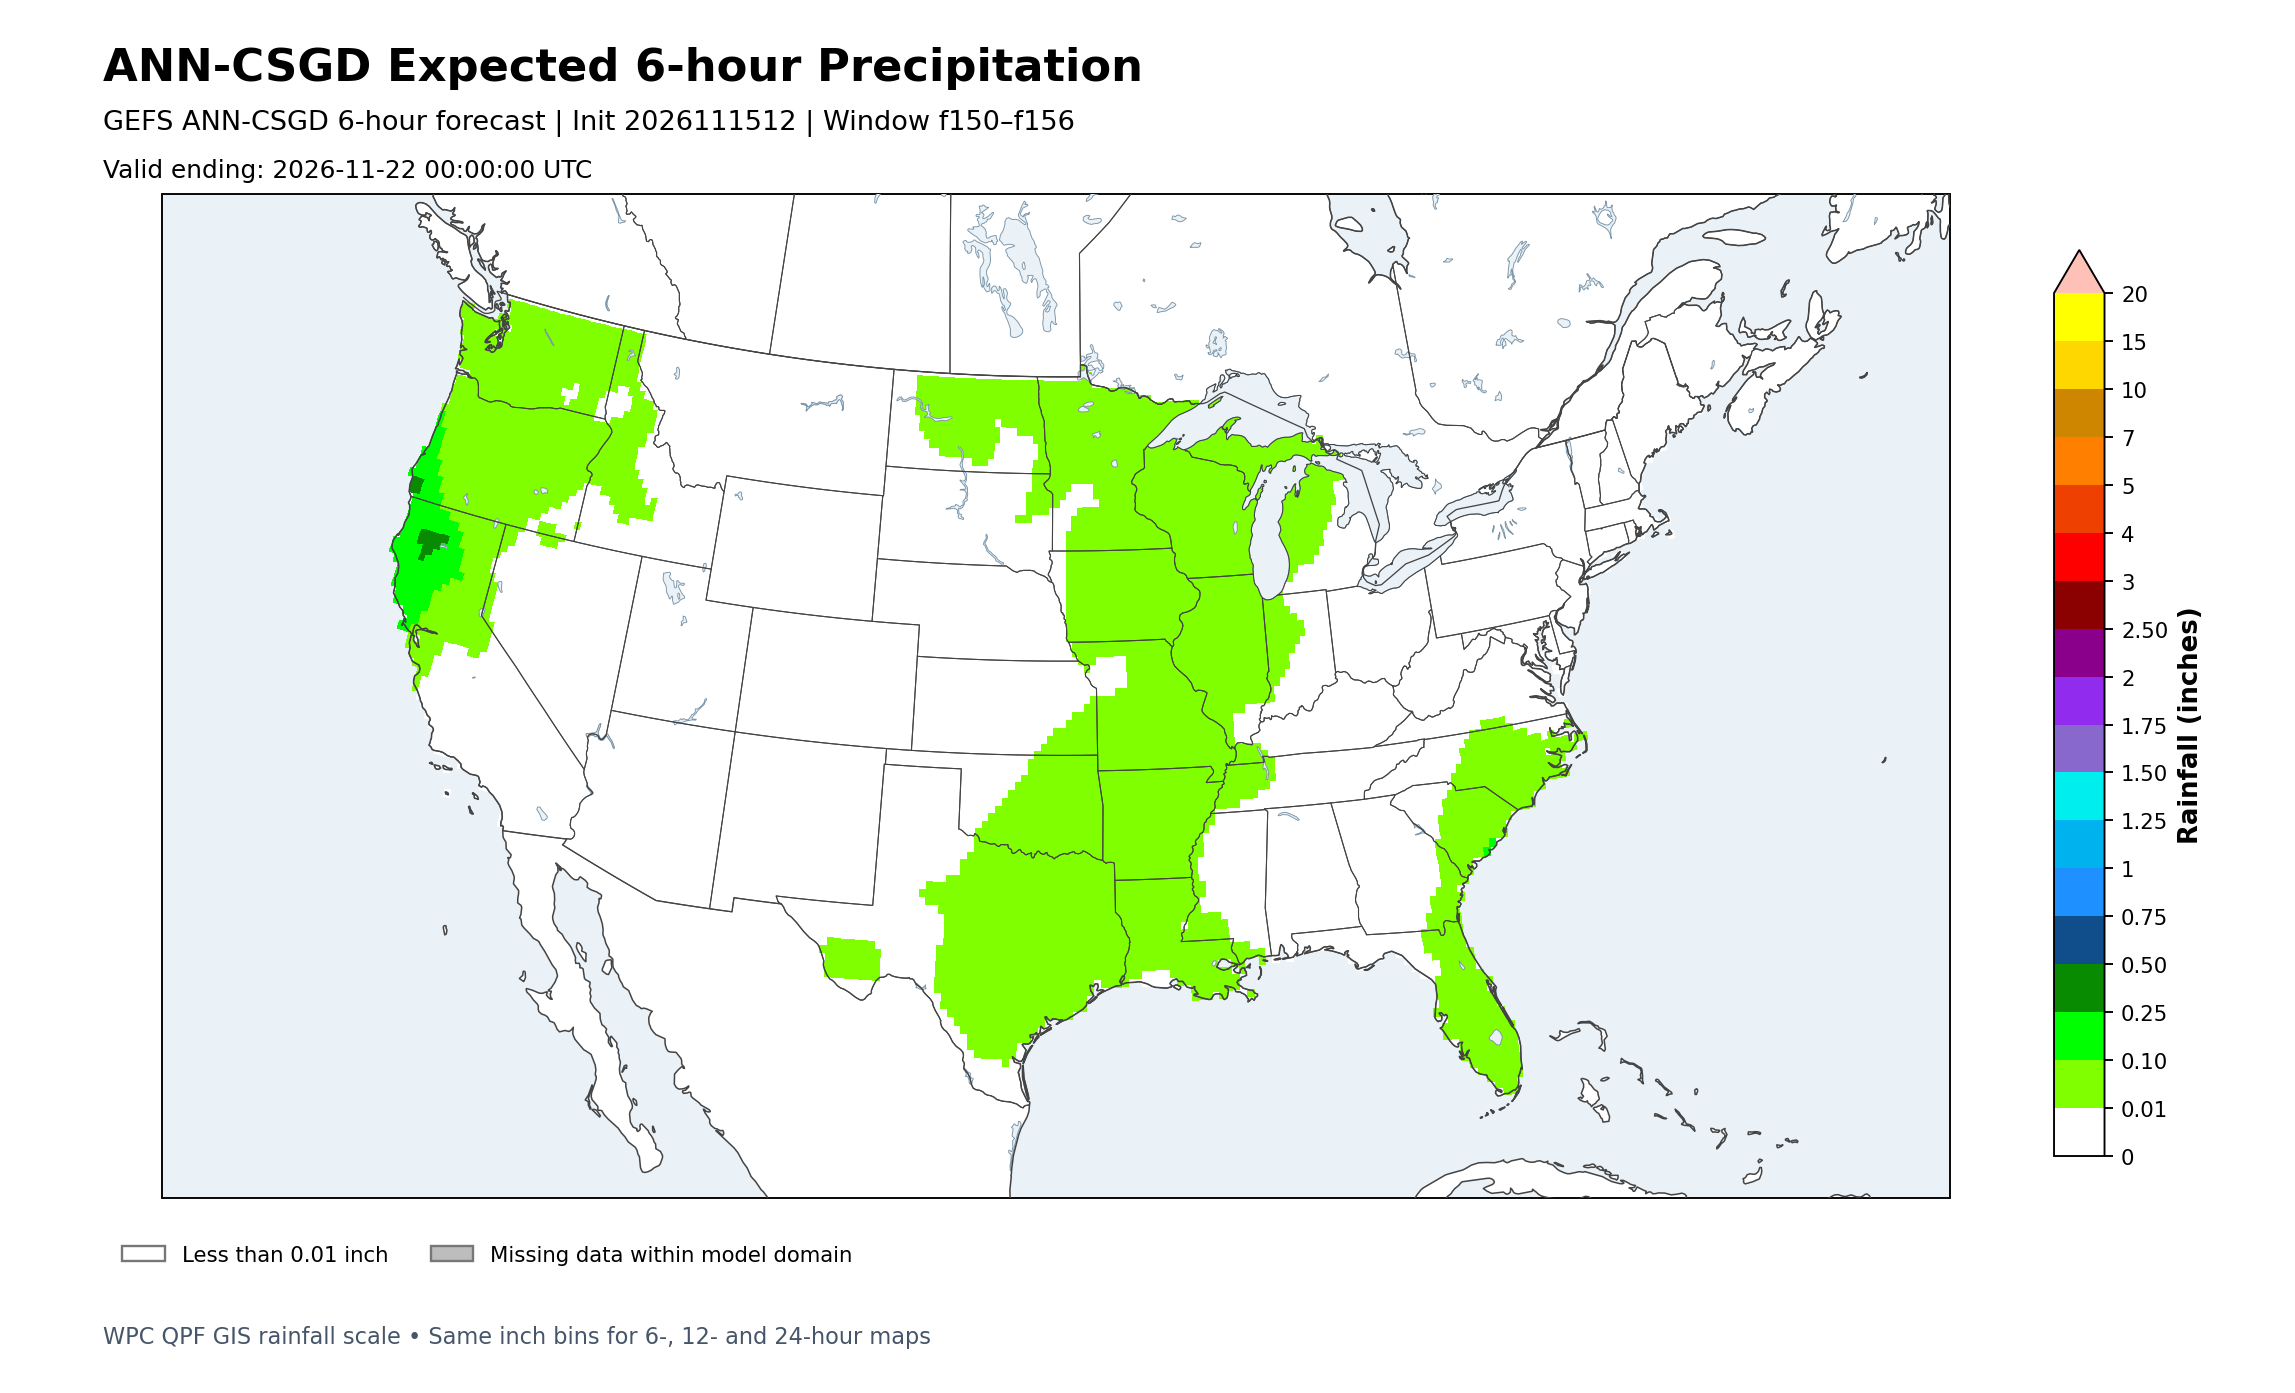 ANN-CSGD Expected 6-hour Precipitation
GEFS ANN-CSGD 6-hour forecast | Init 2026111512 | Window f150–f156
Valid ending: 2026-11-22 00:00:00 UTC
20
15
10
7
5
4
3
2.50
2
1.75
1.50
1.25
1
0.75
0.50
0.25
0.10
0.01
0
Rainfall (inches)
Less than 0.01 inch
Missing data within model domain
WPC QPF GIS rainfall scale • Same inch bins for 6-, 12- and 24-hour maps